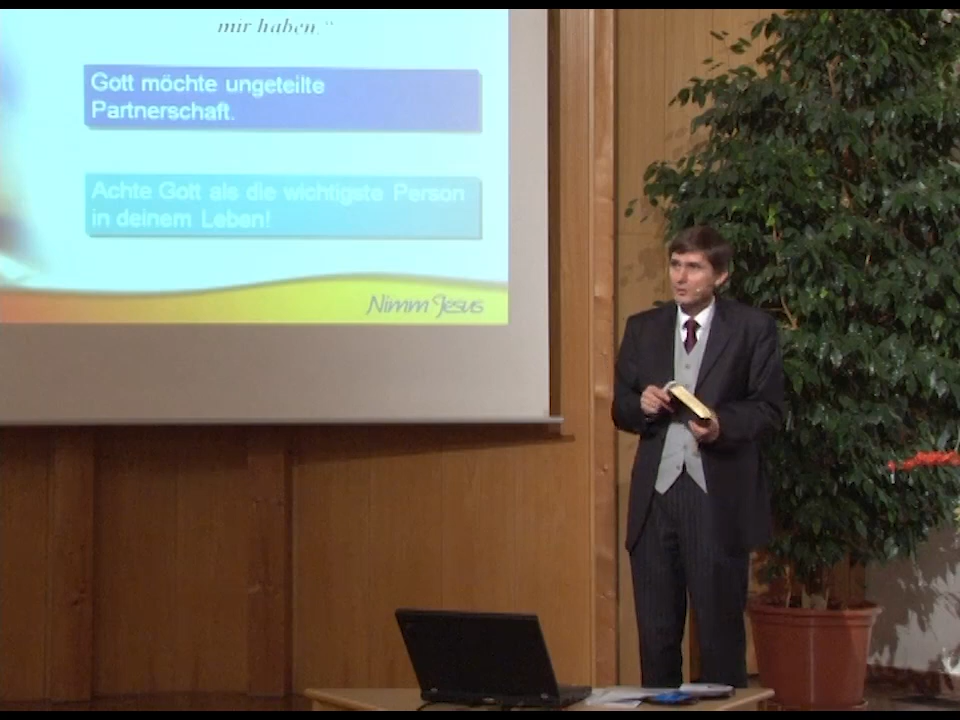 mir haben."
Gott möchte ungeteilte
Partnerschaft.
Achte Gott als die wichtigste Person
in deinem Leben!
Nimm Jesus